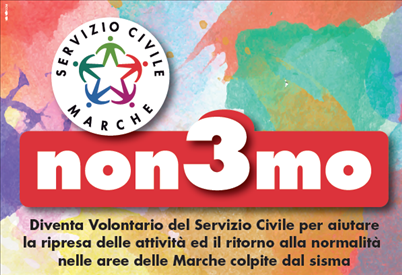 SERVIZIO CIVILE
MARCHE
non3mo
Diventa Volontario del Servizio Civile per aiutare
la ripresa delle attività ed il ritorno alla normalità
nelle aree delle Marche colpite dal sisma